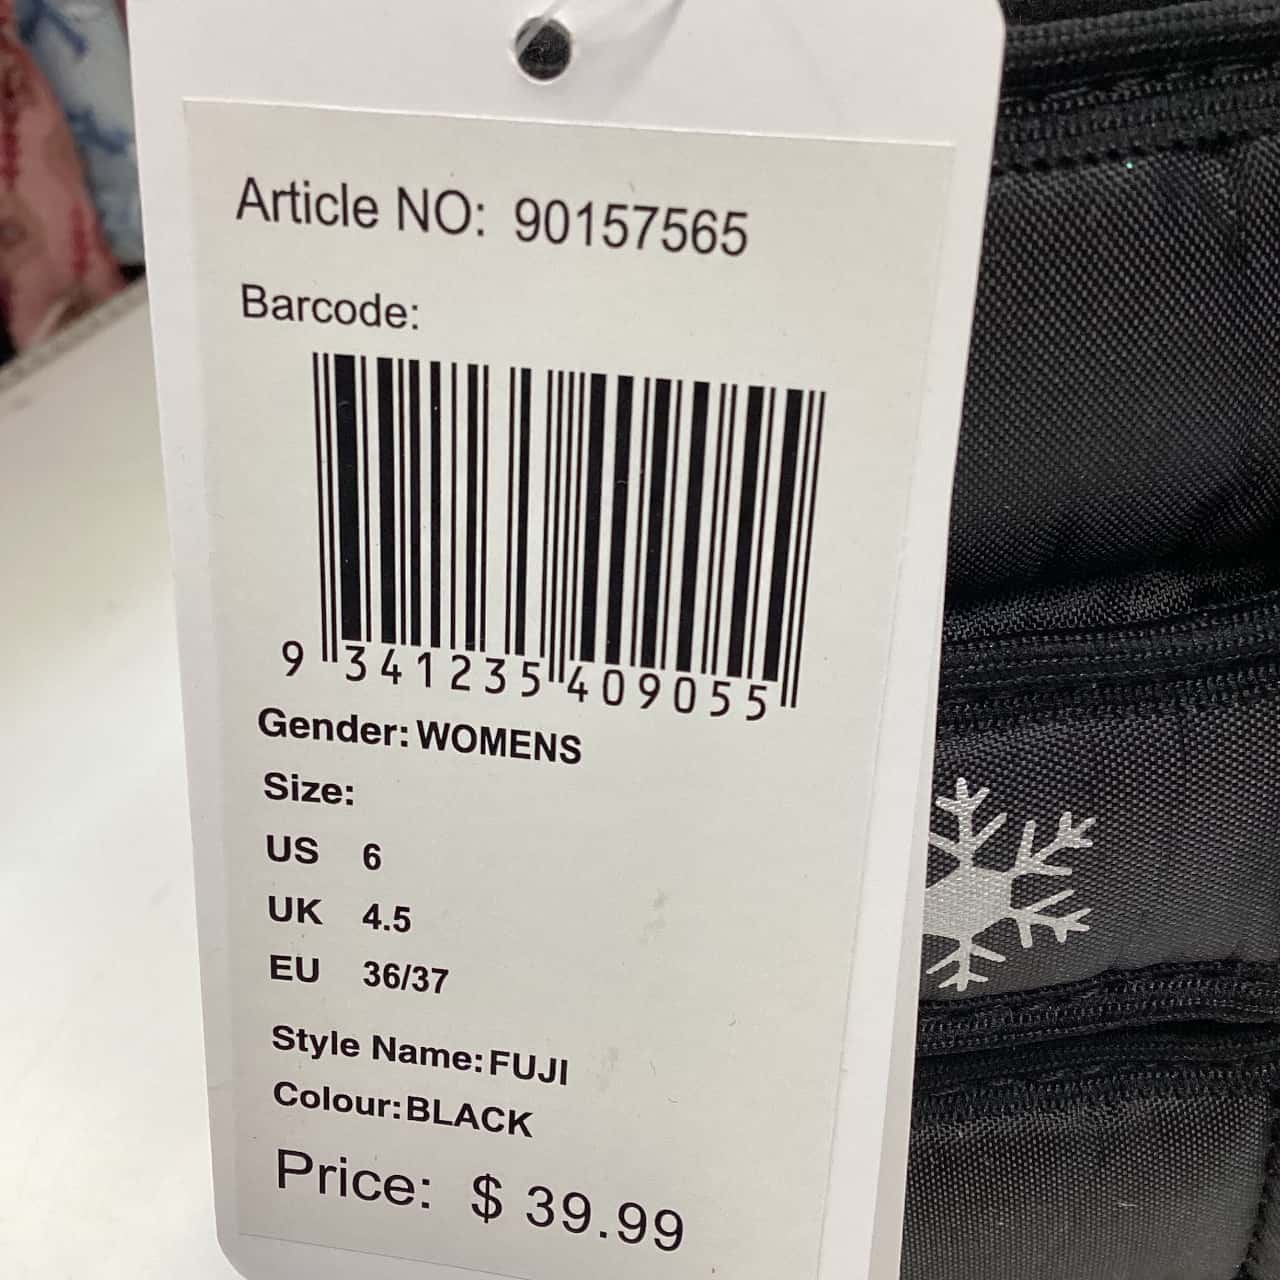 Article NO: 90157565
Barcode:
9 341235 409055
Gender: WOMENS
Size:
US 6
UK 4.5
EU 36/37
Style Name: FUJI
Colour: BLACK
Price: $ 39.99